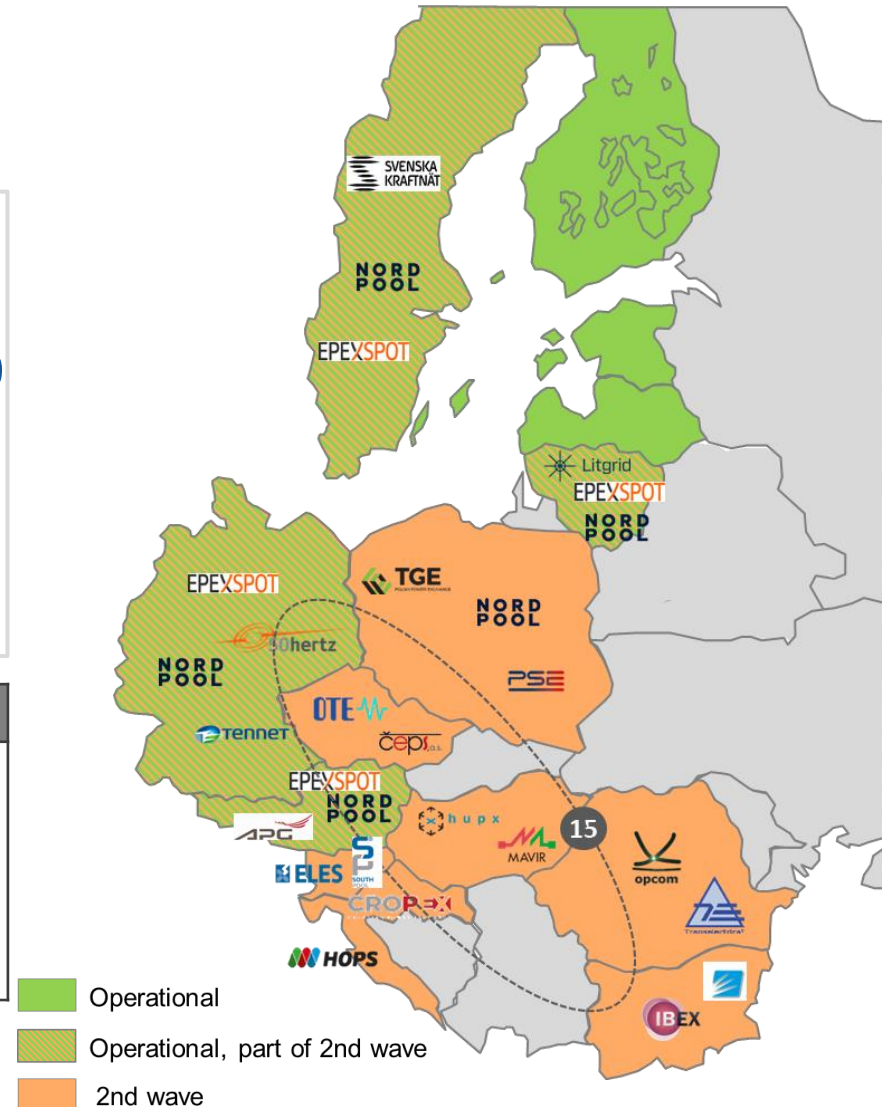 SVENSKA
KRAFTNÄT
NORD
POOL
EPEXSPOT
Litgrid
EPEXSPOT
NORD
POOL
TGE
EPEXSPOT
NORD
POOL
50hertz
NORD
POOL
PSE
OTE
TENNET
čeps,a.s.
EPEXSPOT
NORD
POOL
hupx
APG
MAVIR
15
opcom
ELES
SP
SOUTH
POOL
CROPEX
Transelectrica
HOPS
IBEX
Operational
Operational, part of 2nd wave
2nd wave